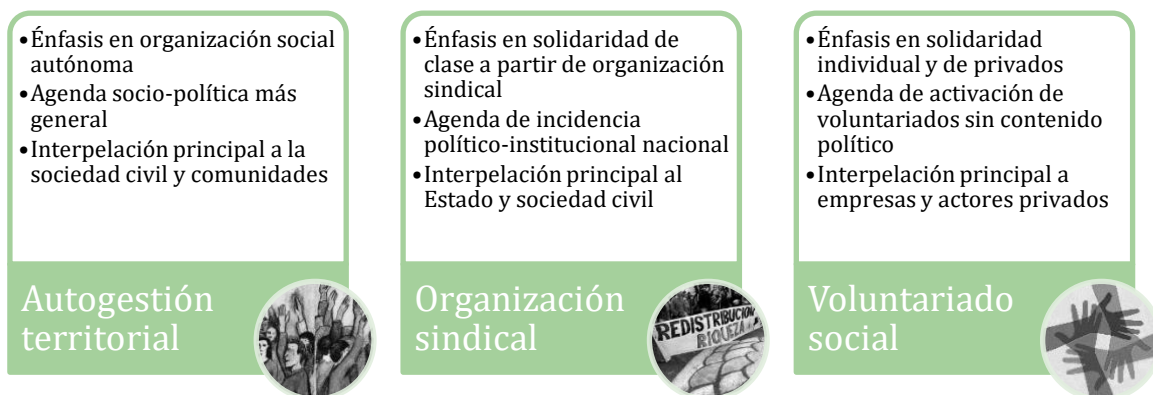 •Énfasis en organización social
autónoma
•Agenda socio-política más
general
•Interpelación principal a la
sociedad civil y comunidades
Autogestión
territorial
•Énfasis en solidaridad de
clase a partir de organización
sindical
•Agenda de incidencia
político-institucional nacional
•Interpelación principal al
Estado y sociedad civil
Organización
sindical
REDISTRIBUCION
RIQUEZA
•Énfasis en solidaridad
individual y de privados
•Agenda de activación de
voluntariados sin contenido
político
•Interpelación principal a
empresas y actores privados
Voluntariado
social